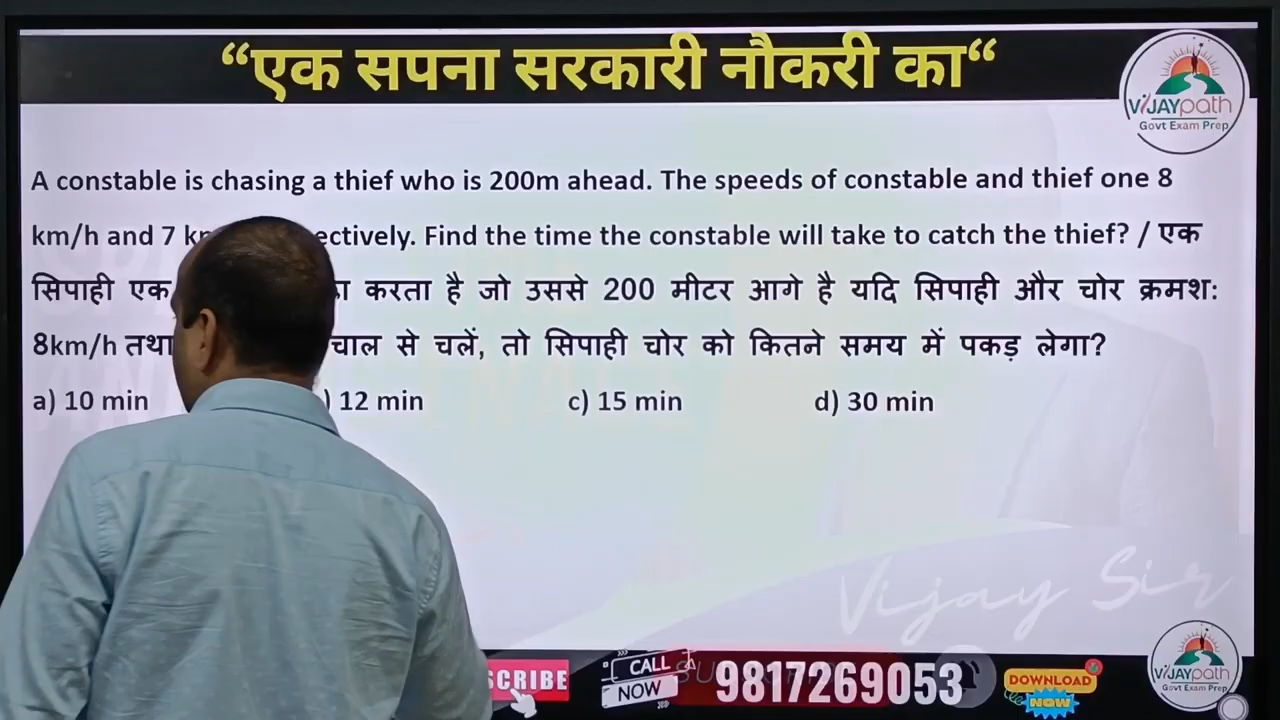 “एक सपना सरकारी नौकरी का“
VIJAYpath
Govt Exam Prep
A constable is chasing a thief who is 200m ahead. The speeds of constable and thief one 8
km/h and 7 ectively. Find the time the constable will take to catch the thief? / एक
सिपाही एक करता है जो उससे 200 मीटर आगे है यदि सिपाही और चोर क्रमश:
8km/h तथा चाल से चलें, तो सिपाही चोर को कितने समय में पकड़ लेगा?
a) 10 min ) 12 min c) 15 min d) 30 min
Vijay Sir
SCRIBE
CALL
NOW
9817269053
DOWNLOAD
NOW
VIJAYpath
Govt Exam Prep